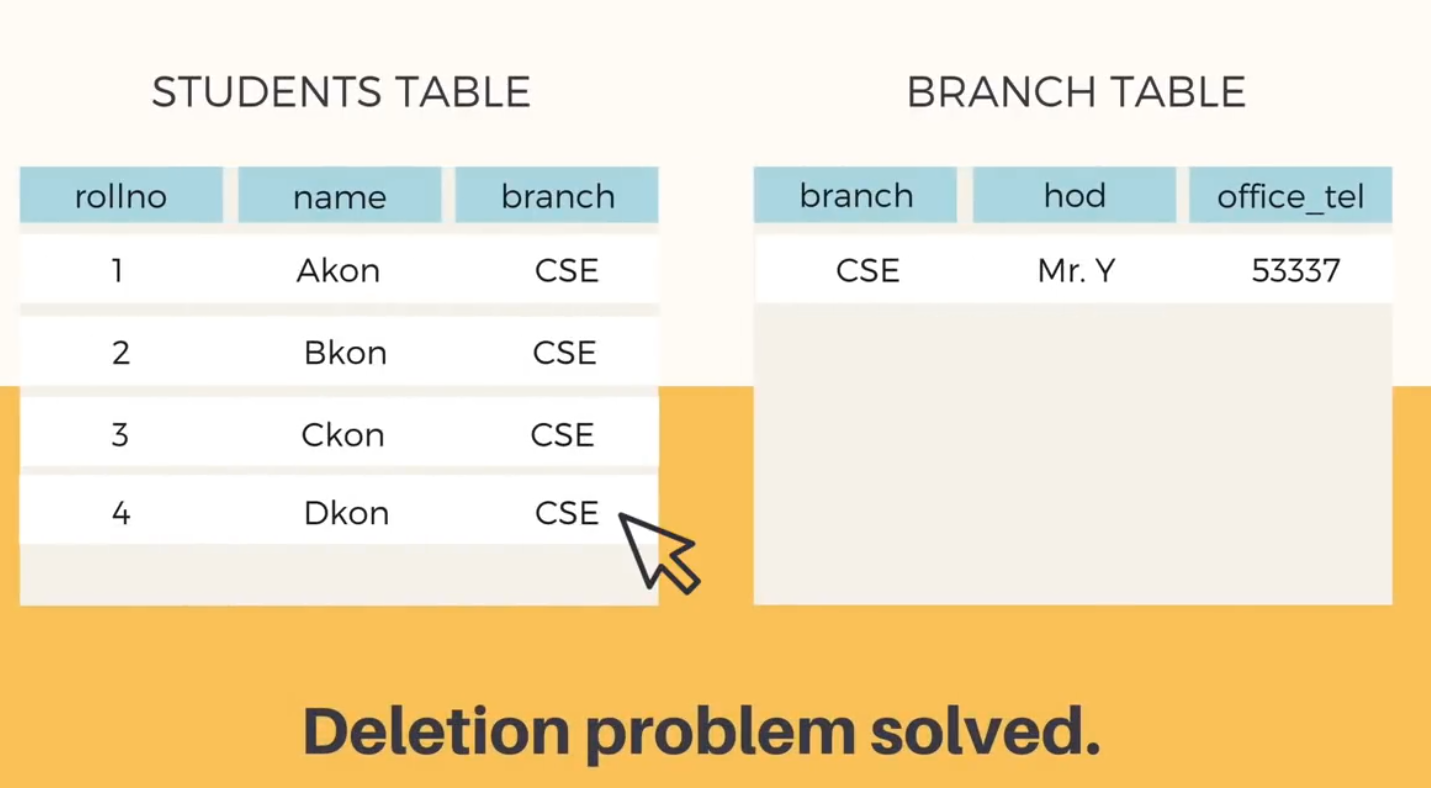 STUDENTS TABLE
rollno name branch
1 Akon CSE
2 Bkon CSE
3 Ckon CSE
4 Dkon CSE
BRANCH TABLE
branch hod office_tel
CSE Mr. Y 53337
Deletion problem solved.